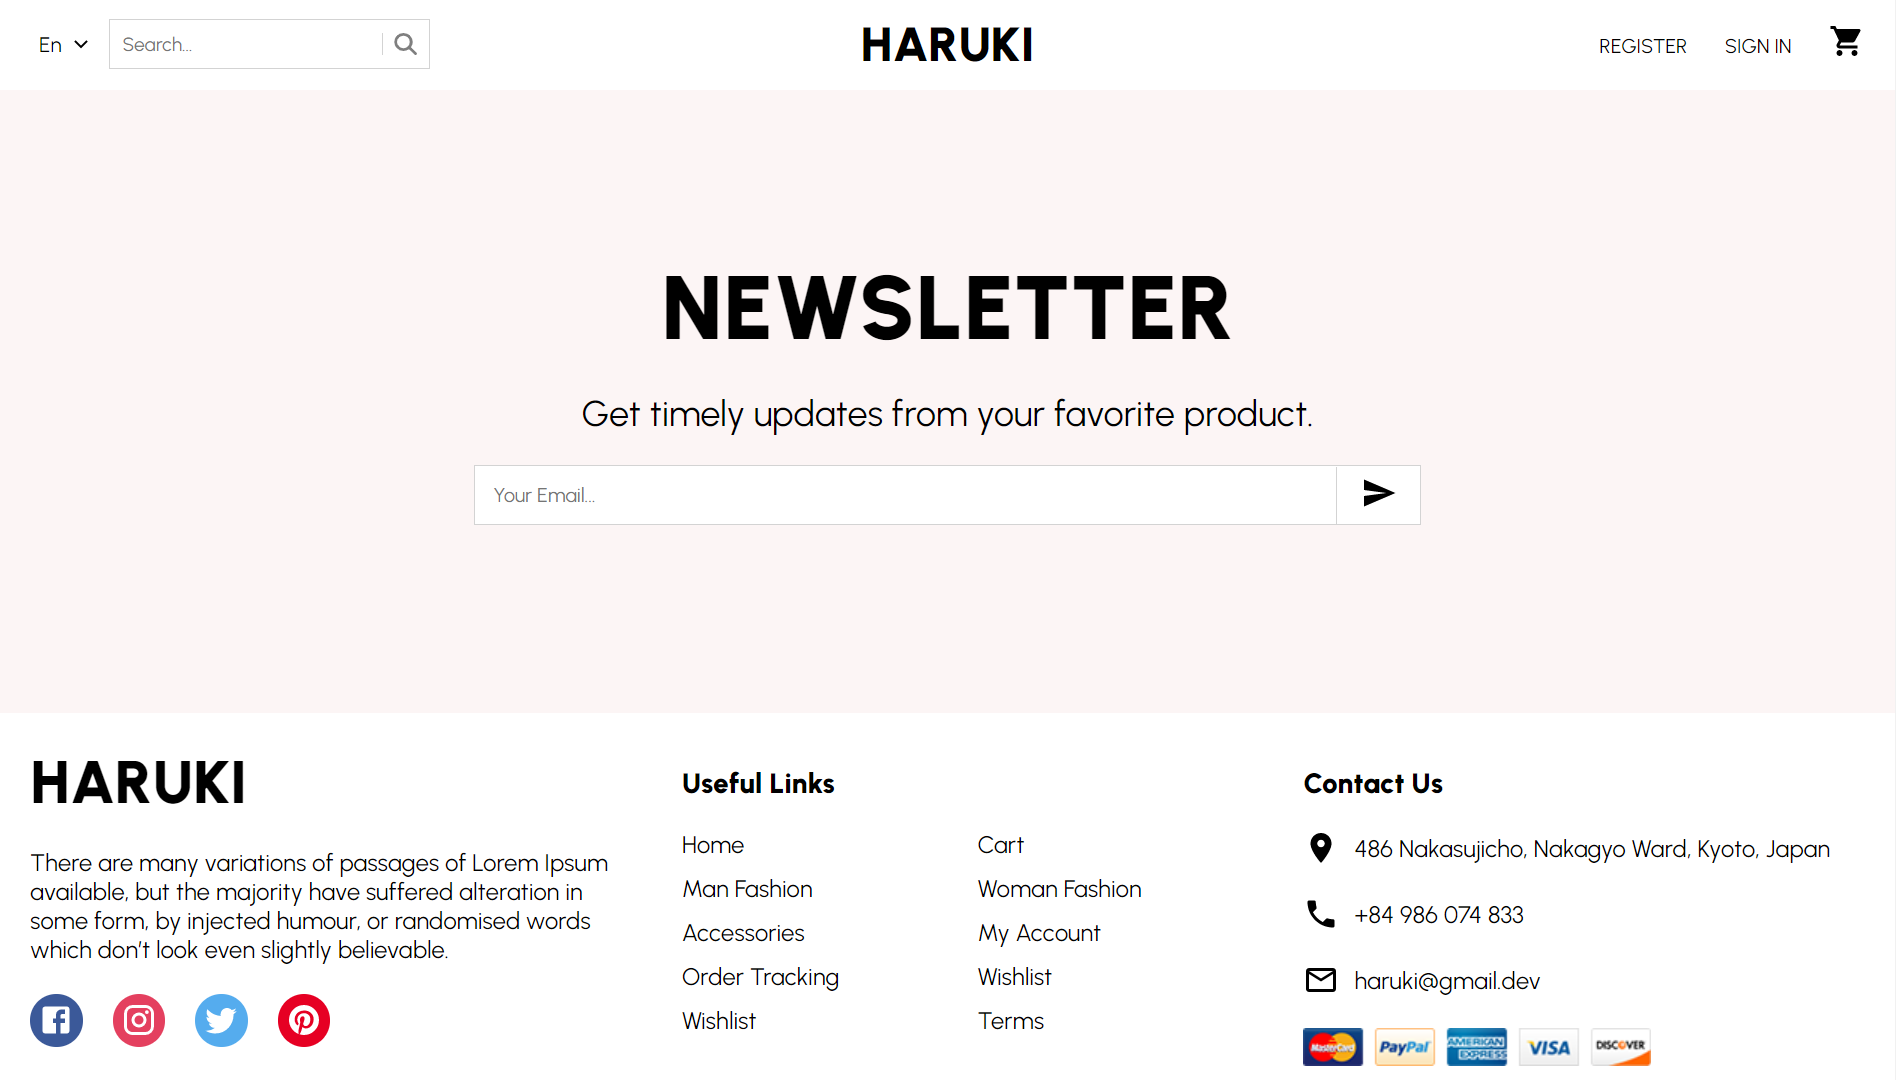 En
Search...
HARUKI
REGISTER
SIGN IN
NEWSLETTER
Get timely updates from your favorite product.
Your Email...
HARUKI
There are many variations of passages of Lorem Ipsum
available, but the majority have suffered alteration in
some form, by injected humour, or randomised words
which don’t look even slightly believable.
Useful Links
Home
Man Fashion
Accessories
Order Tracking
Wishlist
Cart
Woman Fashion
My Account
Wishlist
Terms
Contact Us
486 Nakasujicho, Nakagyo Ward, Kyoto, Japan
+84 986 074 833
haruki@gmail.dev
MasterCard
PayPal
AMERICAN
EXPRESS
VISA
DISCOVER